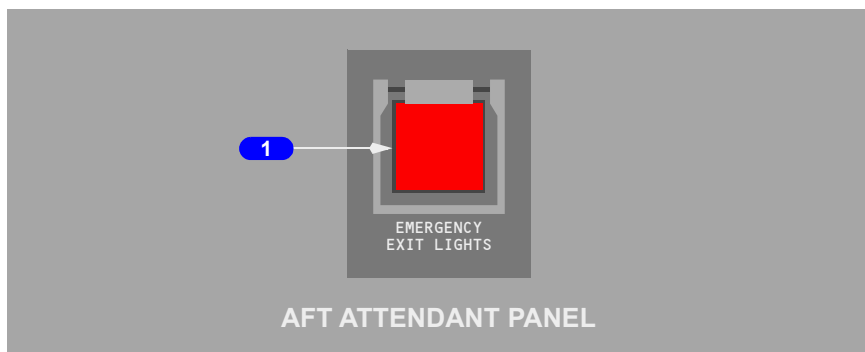 1
EMERGENCY
EXIT LIGHTS
AFT ATTENDANT PANEL